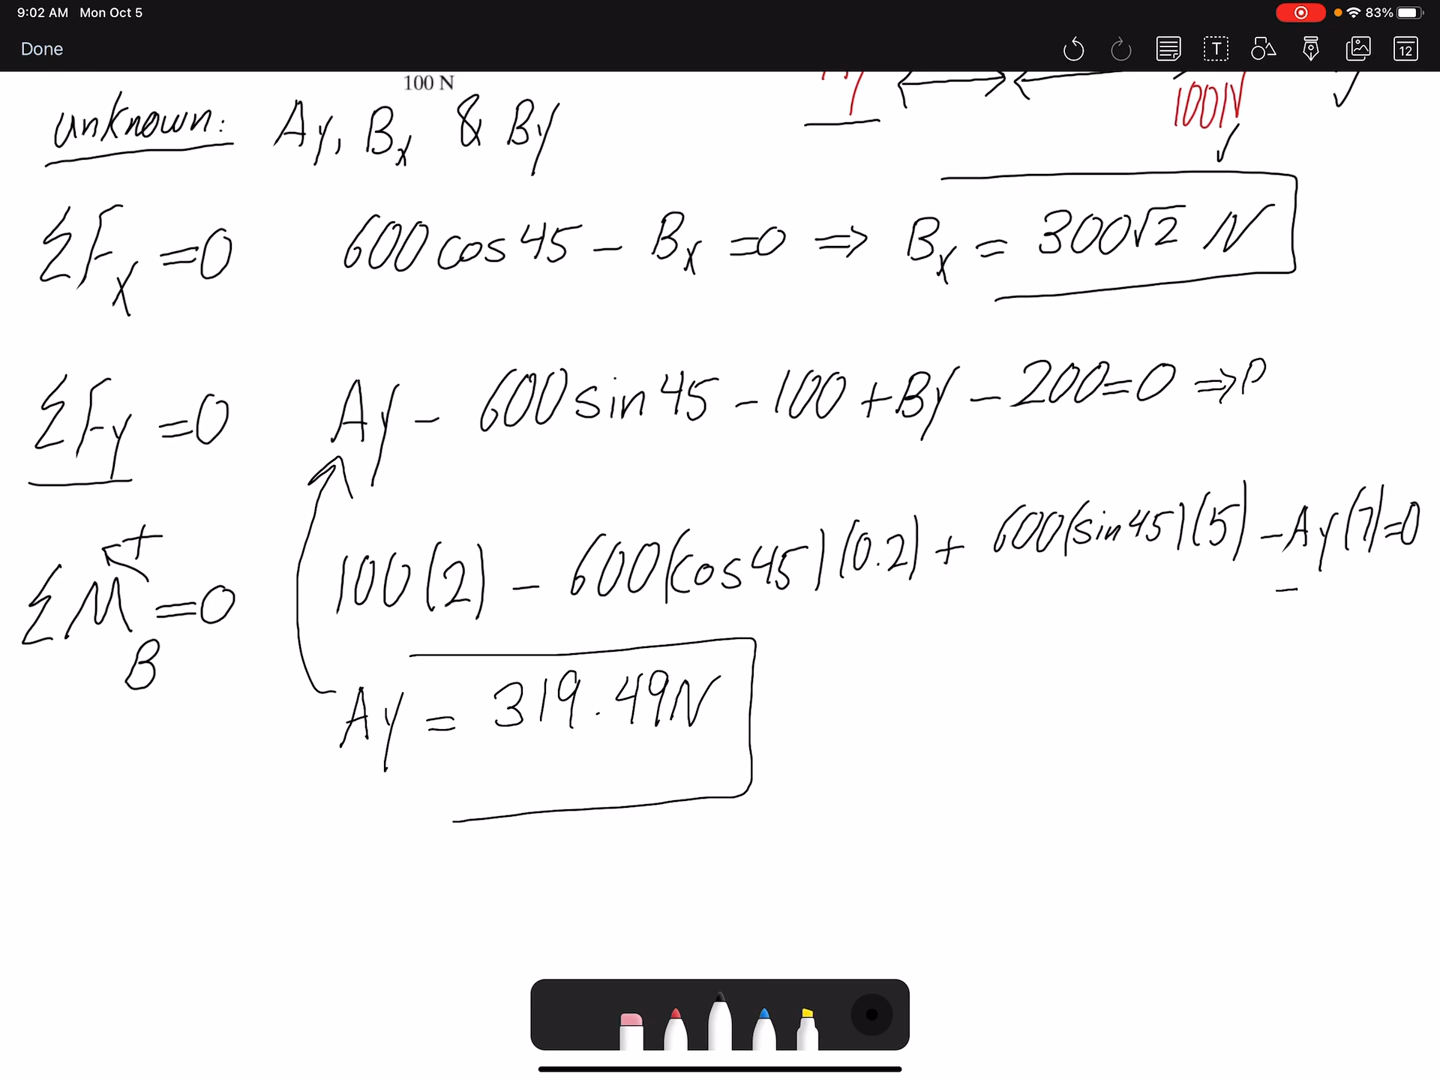 9:02 AM Mon Oct 5
83%
Done
T
12
100 N
100N
unknown: Ay, Bx & By
ΣFx =0 600 cos 45 - Bx =0 => Bx = 300√2 N
ΣFy =0 Ay - 600 sin 45 - 100 + By - 200=0 =>
ΣM_B =0 + 100(2) - 600(cos45)(0.2) + 600(sin45)(5) - Ay(7)=0
Ay = 319.49N